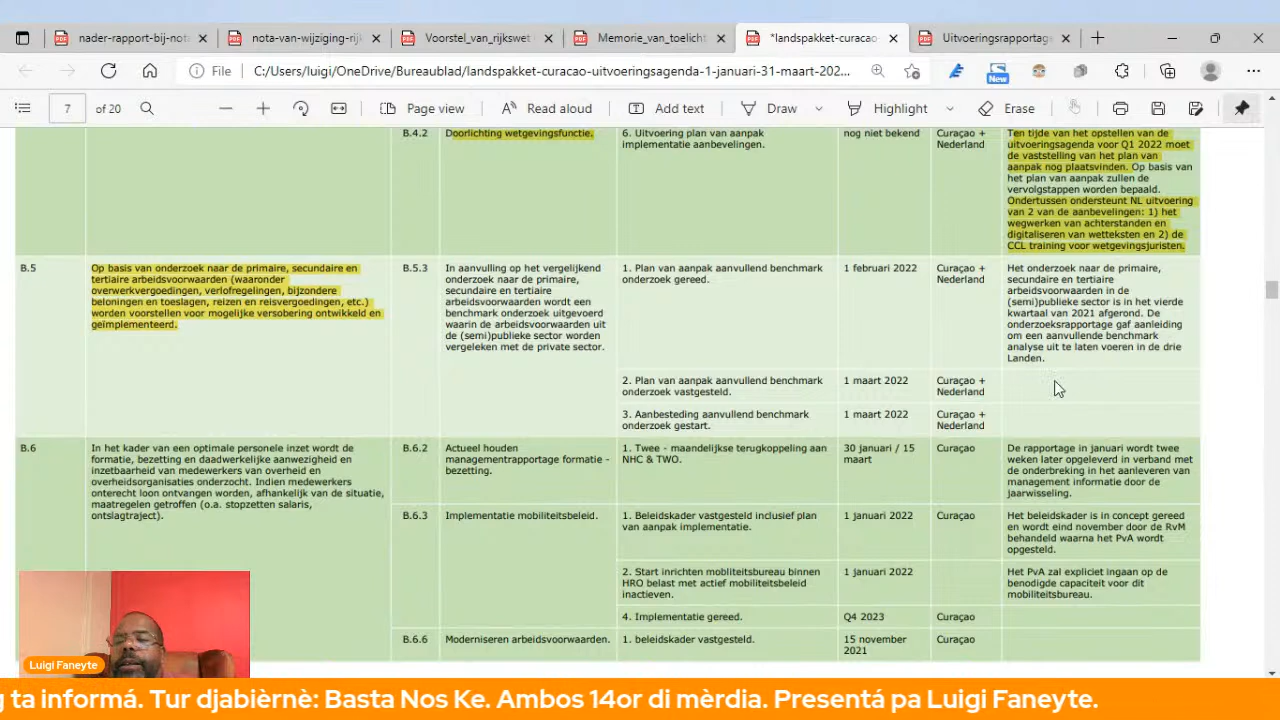 nader-rapport-bij-nota
nota-van-wijziging-rij
Voorstel_van_rijkswet
Memorie_van_toelich
*landspakket-curacao
Uitvoeringsrapportage
File
C:/Users/luigi/OneDrive/Bureaublad/landspakket-curacao-uitvoeringsagenda-1-januari-31-maart-202...
New
7
of 20
Page view
Read aloud
Add text
Draw
Highlight
Erase
B.4.2
Doorlichting wetgevingsfunctie.
6. Uitvoering plan van aanpak
implementatie aanbevelingen.
nog niet bekend
Curaçao +
Nederland
Ten tijde van het opstellen van de
uitvoeringsagenda voor Q1 2022 moet
de vaststelling van het plan van
aanpak nog plaatsvinden. Op basis van
het plan van aanpak zullen de
vervolgstappen worden bepaald.
Ondertussen ondersteunt NL uitvoering
van 2 van de aanbevelingen: 1) het
wegwerken van achterstanden en
digitaliseren van wetteksten en 2) de
CCL training voor wetgevingsjuristen.
B.5
Op basis van onderzoek naar de primaire, secundaire en
tertiaire arbeidsvoorwaarden (waaronder
overwerkvergoedingen, verlofregelingen, bijzondere
beloningen en toeslagen, reizen en reisvergoedingen, etc.)
worden voorstellen voor mogelijke versobering ontwikkeld en
geïmplementeerd.
B.5.3
In aanvulling op het vergelijkend
onderzoek naar de primaire,
secundaire en tertiaire
arbeidsvoorwaarden wordt een
benchmark onderzoek uitgevoerd
waarin de arbeidsvoorwaarden uit
de (semi)publieke sector worden
vergeleken met de private sector.
1. Plan van aanpak aanvullend benchmark
onderzoek gereed.
1 februari 2022
Curaçao +
Nederland
Het onderzoek naar de primaire,
secundaire en tertiaire
arbeidsvoorwaarden in de
(semi)publieke sector is in het vierde
kwartaal van 2021 afgerond. De
onderzoeksrapportage gaf aanleiding
om een aanvullende benchmark
analyse uit te laten voeren in de drie
Landen.
2. Plan van aanpak aanvullend benchmark
onderzoek vastgesteld.
1 maart 2022
Curaçao +
Nederland
3. Aanbesteding aanvullend benchmark
onderzoek gestart.
1 maart 2022
Curaçao +
Nederland
B.6
In het kader van een optimale personele inzet wordt de
formatie, bezetting en daadwerkelijke aanwezigheid en
inzetbaarheid van medewerkers van overheid en
overheidsorganisaties onderzocht. Indien medewerkers
onterecht loon ontvangen worden, afhankelijk van de situatie,
maatregelen getroffen (o.a. stopzetten salaris,
ontslagtraject).
B.6.2
Actueel houden
managementrapportage formatie -
bezetting.
1. Twee - maandelijkse terugkoppeling aan
NHC & TWO.
30 januari / 15
maart
Curaçao
De rapportage in januari wordt twee
weken later opgeleverd in verband met
de onderbreking in het aanleveren van
management informatie door de
jaarwisseling.
B.6.3
Implementatie mobiliteitsbeleid.
1. Beleidskader vastgesteld inclusief plan
van aanpak implementatie.
1 januari 2022
Curaçao
Het beleidskader is in concept gereed
en wordt eind november door de RvM
behandeld waarna het PvA wordt
opgesteld.
2. Start inrichten mobliteitsbureau binnen
HRO belast met actief mobiliteitsbeleid
inactieven.
1 januari 2022
Curaçao
Het PvA zal expliciet ingaan op de
benodigde capaciteit voor dit
mobiliteitsbureau.
4. Implementatie gereed.
Q4 2023
Curaçao
B.6.6
Moderniseren arbeidsvoorwaarden.
1. beleidskader vastgesteld.
15 november
2021
Curaçao
Luigi Faneyte
g ta informá. Tur djabièrnè: Basta Nos Ke. Ambos 14or di mèrdia. Presentá pa Luigi Faneyte.